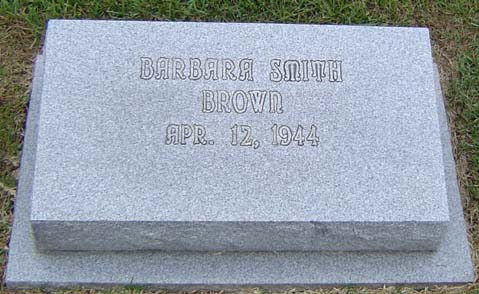 BARBARA SMITH
BROWN
APR. 12, 1944